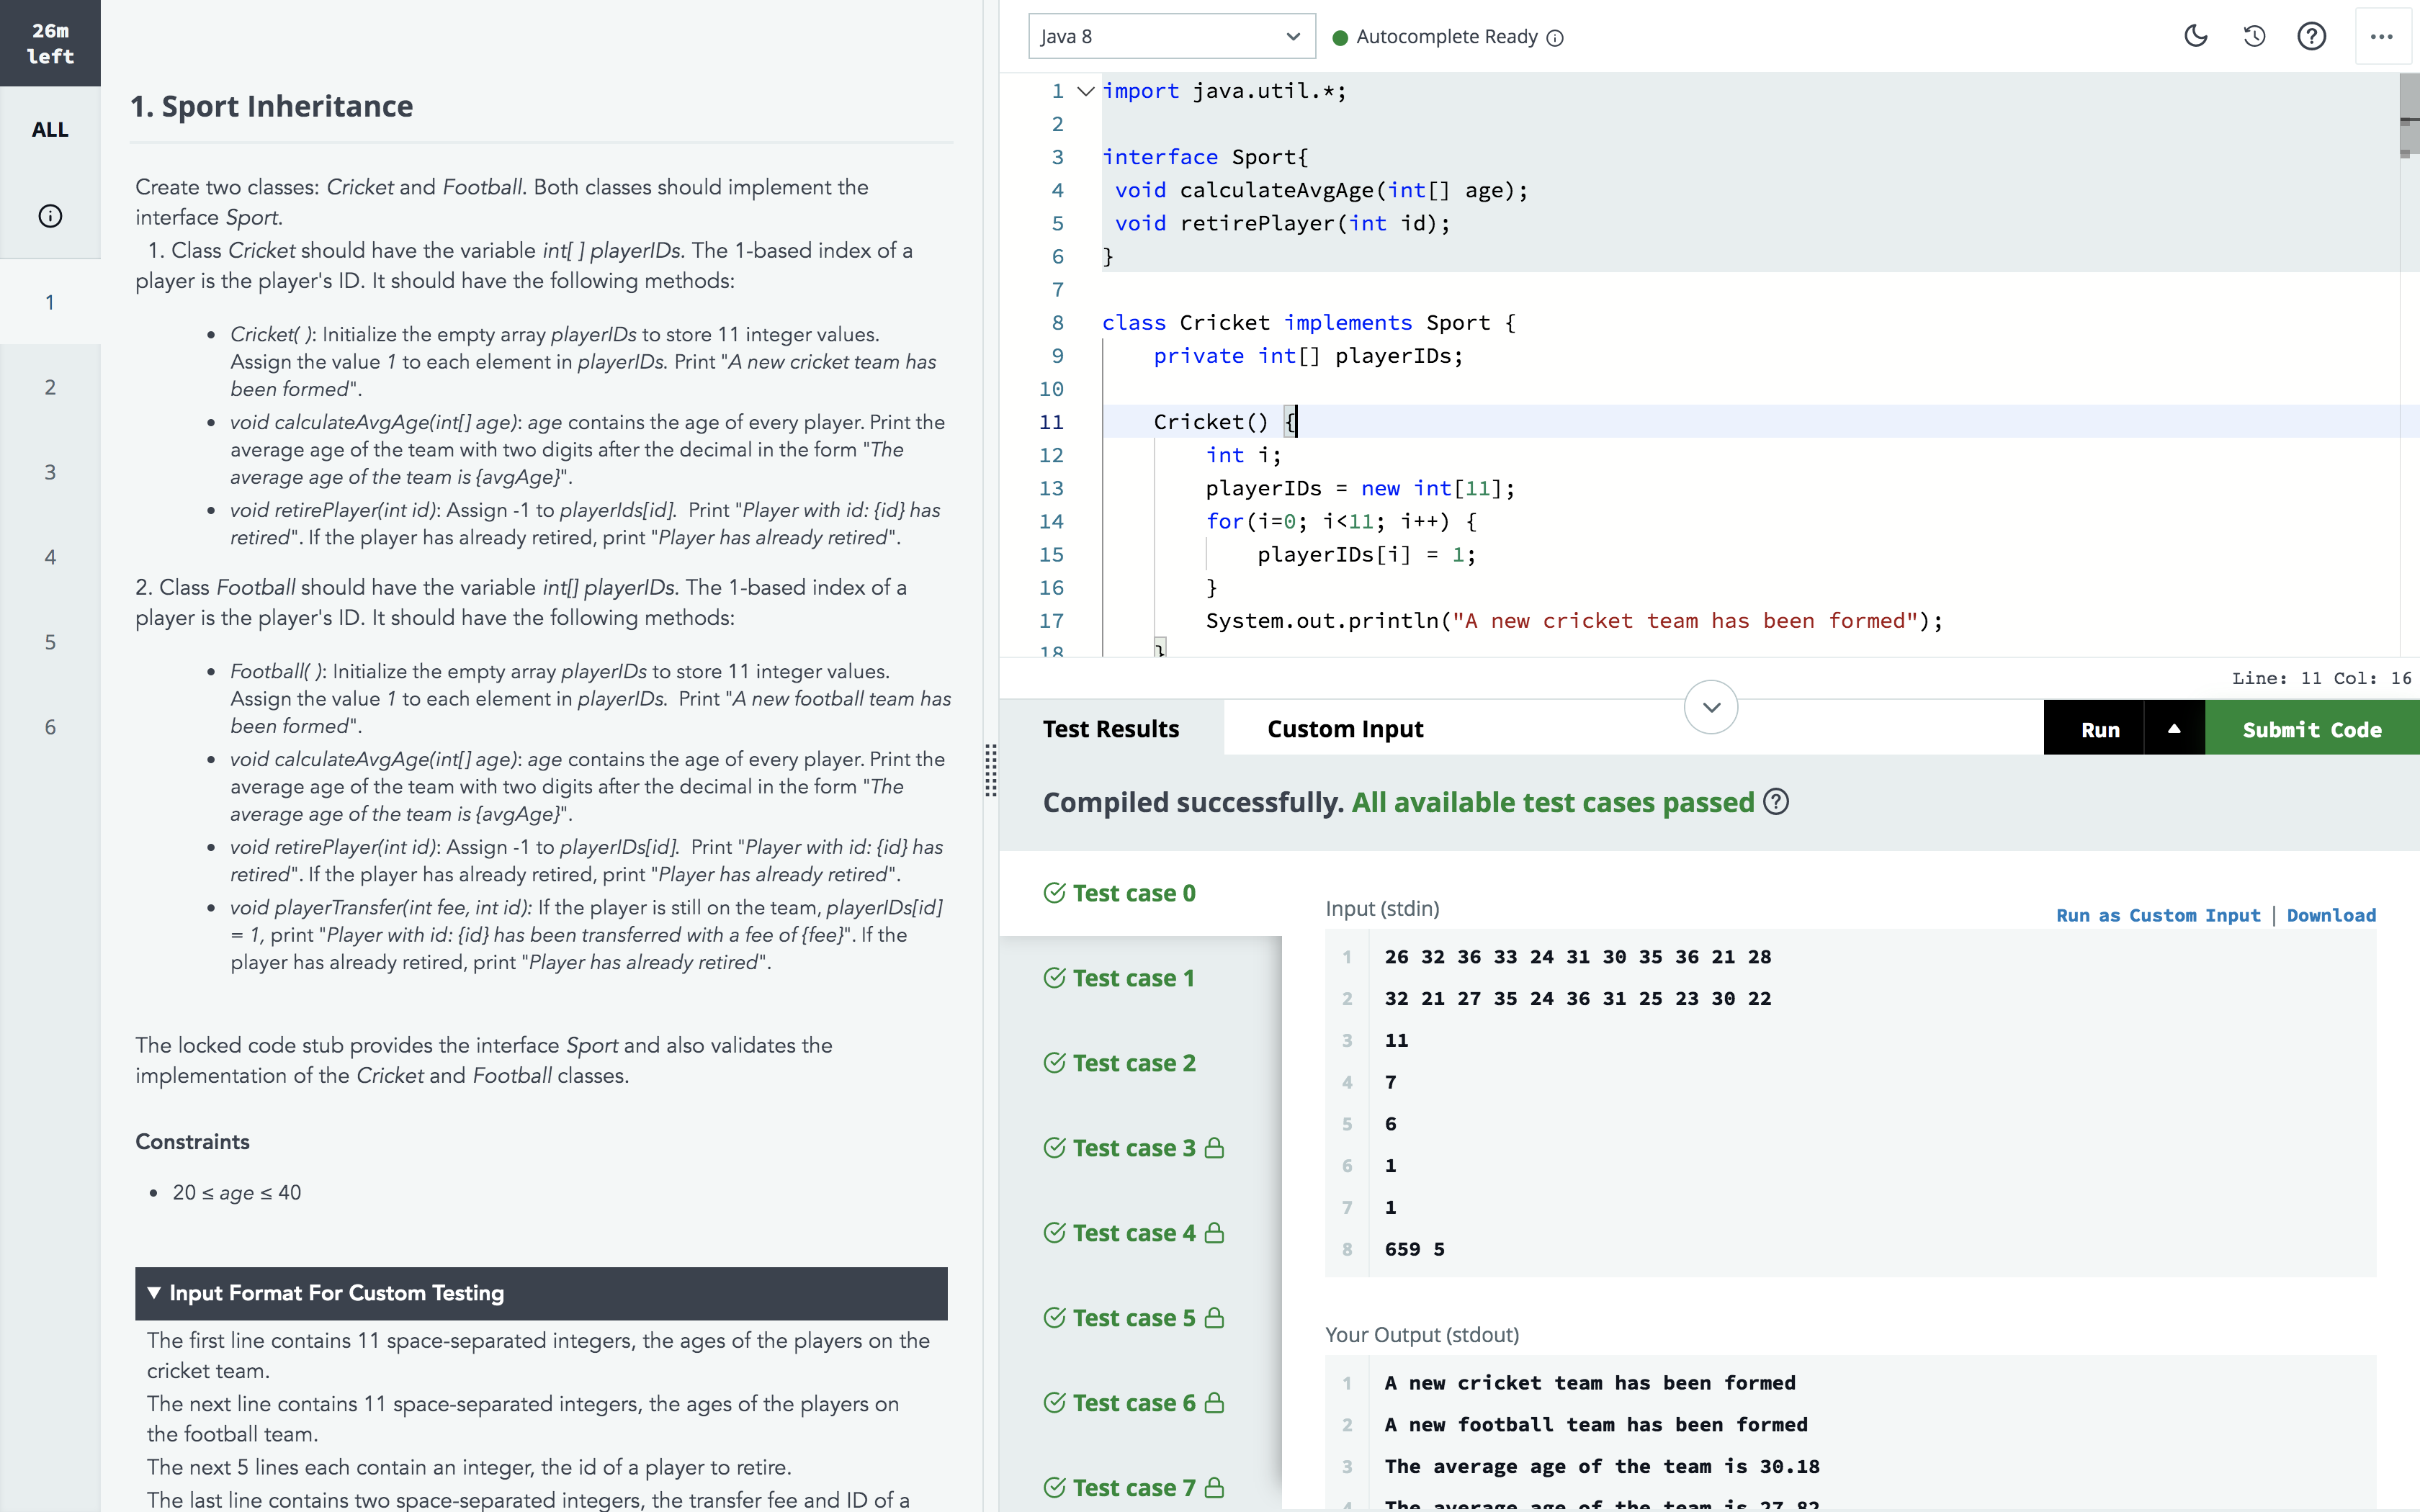 26m
left
ALL
1
2
3
4
5
6
1. Sport Inheritance
Create two classes: Cricket and Football. Both classes should implement the
interface Sport.
1. Class Cricket should have the variable int[ ] playerIDs. The 1-based index of a
player is the player's ID. It should have the following methods:
• Cricket( ): Initialize the empty array playerIDs to store 11 integer values.
Assign the value 1 to each element in playerIDs. Print "A new cricket team has
been formed".
• void calculateAvgAge(int[] age): age contains the age of every player. Print the
average age of the team with two digits after the decimal in the form "The
average age of the team is {avgAge}".
• void retirePlayer(int id): Assign -1 to playerIds[id]. Print "Player with id: {id} has
retired". If the player has already retired, print "Player has already retired".
2. Class Football should have the variable int[] playerIDs. The 1-based index of a
player is the player's ID. It should have the following methods:
• Football( ): Initialize the empty array playerIDs to store 11 integer values.
Assign the value 1 to each element in playerIDs. Print "A new football team has
been formed".
• void calculateAvgAge(int[] age): age contains the age of every player. Print the
average age of the team with two digits after the decimal in the form "The
average age of the team is {avgAge}".
• void retirePlayer(int id): Assign -1 to playerIDs[id]. Print "Player with id: {id} has
retired". If the player has already retired, print "Player has already retired".
• void playerTransfer(int fee, int id): If the player is still on the team, playerIDs[id]
= 1, print "Player with id: {id} has been transferred with a fee of {fee}". If the
player has already retired, print "Player has already retired".
The locked code stub provides the interface Sport and also validates the
implementation of the Cricket and Football classes.
Constraints
• 20 ≤ age ≤ 40
▼ Input Format For Custom Testing
The first line contains 11 space-separated integers, the ages of the players on the
cricket team.
The next line contains 11 space-separated integers, the ages of the players on
the football team.
The next 5 lines each contain an integer, the id of a player to retire.
The last line contains two space-separated integers, the transfer fee and ID of a
Java 8
Autocomplete Ready
1 import java.util.*;
2
3 interface Sport{
4 void calculateAvgAge(int[] age);
5 void retirePlayer(int id);
6 }
7
8 class Cricket implements Sport {
9 private int[] playerIDs;
10
11 Cricket() {
12 int i;
13 playerIDs = new int[11];
14 for(i=0; i<11; i++) {
15 playerIDs[i] = 1;
16 }
17 System.out.println("A new cricket team has been formed");
18 }
Line: 11 Col: 16
Test Results
Custom Input
Run
Submit Code
Compiled successfully. All available test cases passed
Test case 0
Test case 1
Test case 2
Test case 3
Test case 4
Test case 5
Test case 6
Test case 7
Input (stdin)
Run as Custom Input | Download
1 26 32 36 33 24 31 30 35 36 21 28
2 32 21 27 35 24 36 31 25 23 30 22
3 11
4 7
5 6
6 1
7 1
8 659 5
Your Output (stdout)
1 A new cricket team has been formed
2 A new football team has been formed
3 The average age of the team is 30.18
4 The average age of the team is 27.82